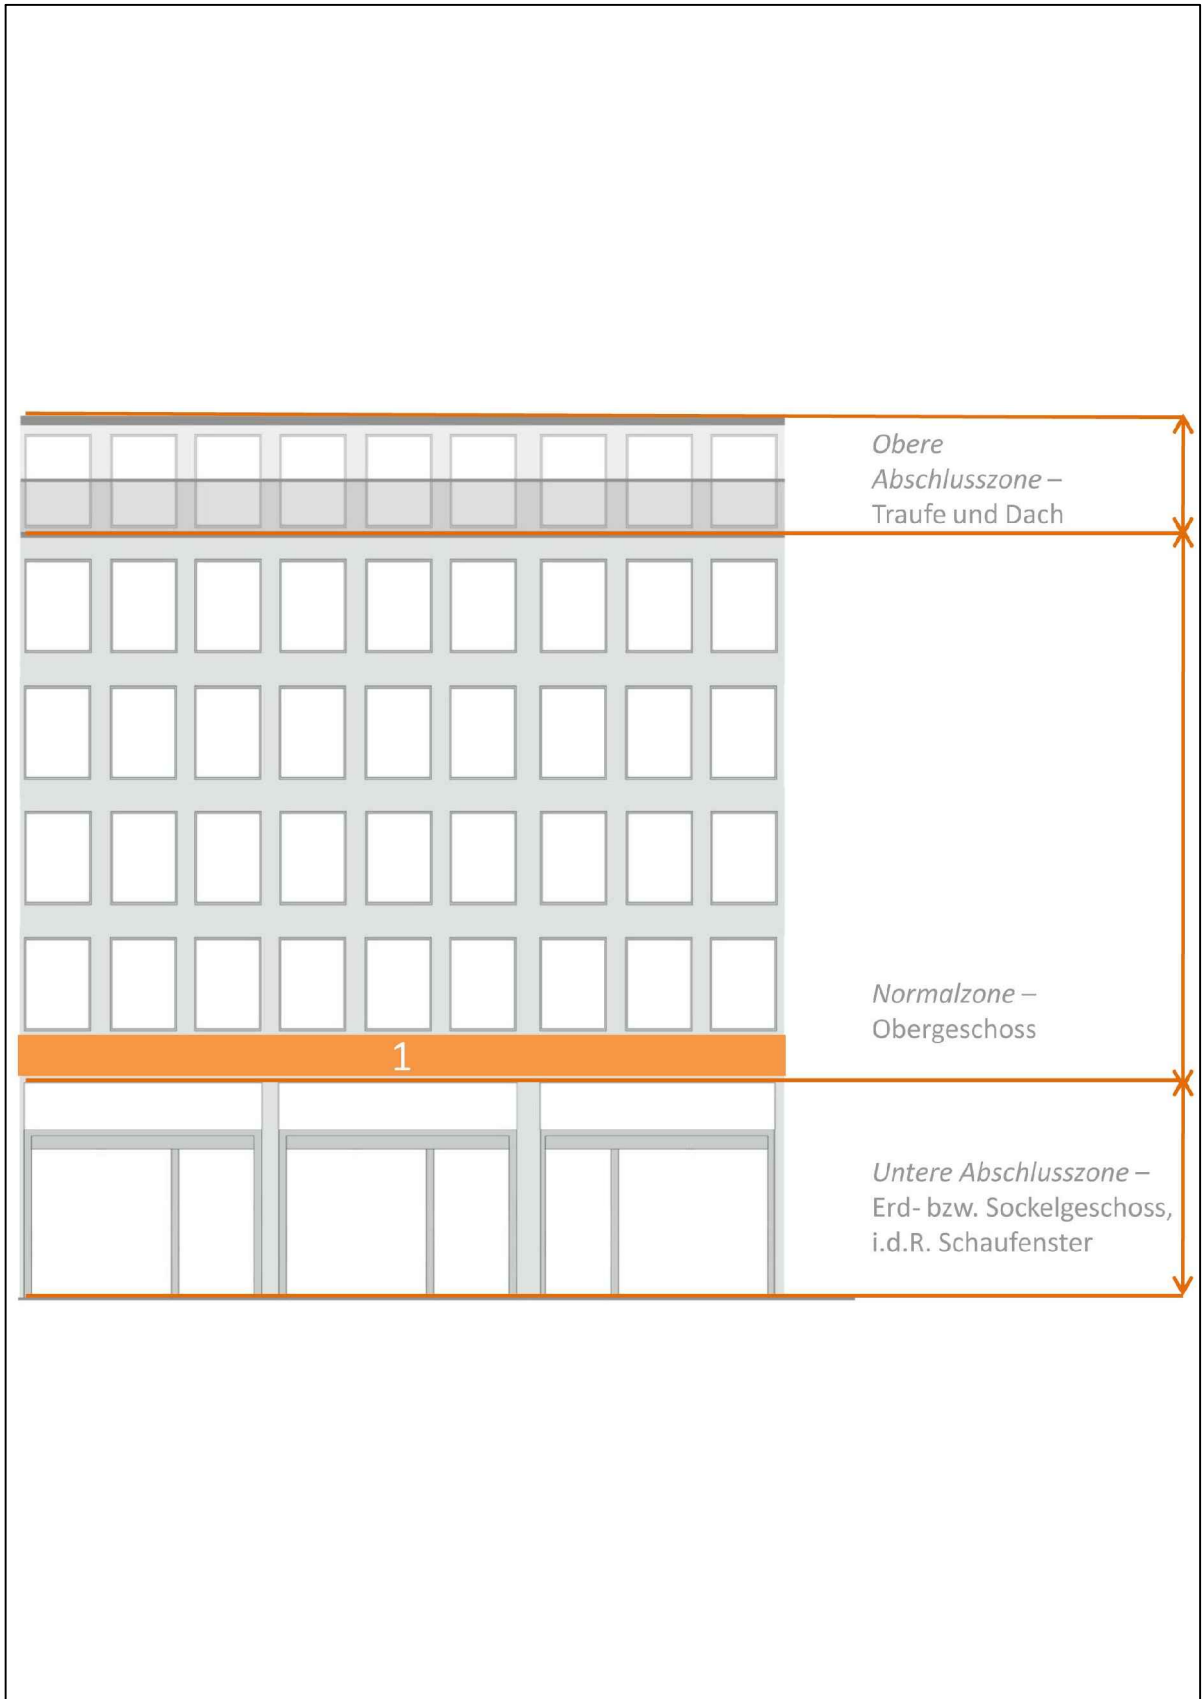 Obere
Abschlusszone –
Traufe und Dach
Normalzone –
Obergeschoss
1
Untere Abschlusszone –
Erd- bzw. Sockelgeschoss,
i.d.R. Schaufenster